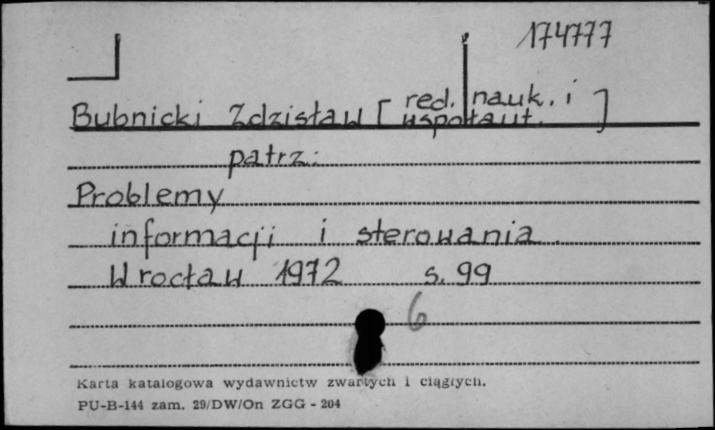 174777
Bubnicki Zdzisław [red. nauk. i
współaut.]
patrz:
Problemy
informacji i sterowania.
Wrocław 1972 s. 99
6
Karta katalogowa wydawnictw zwartych i ciągłych.
PU-B-144 zam. 29/DW/On ZGG - 204